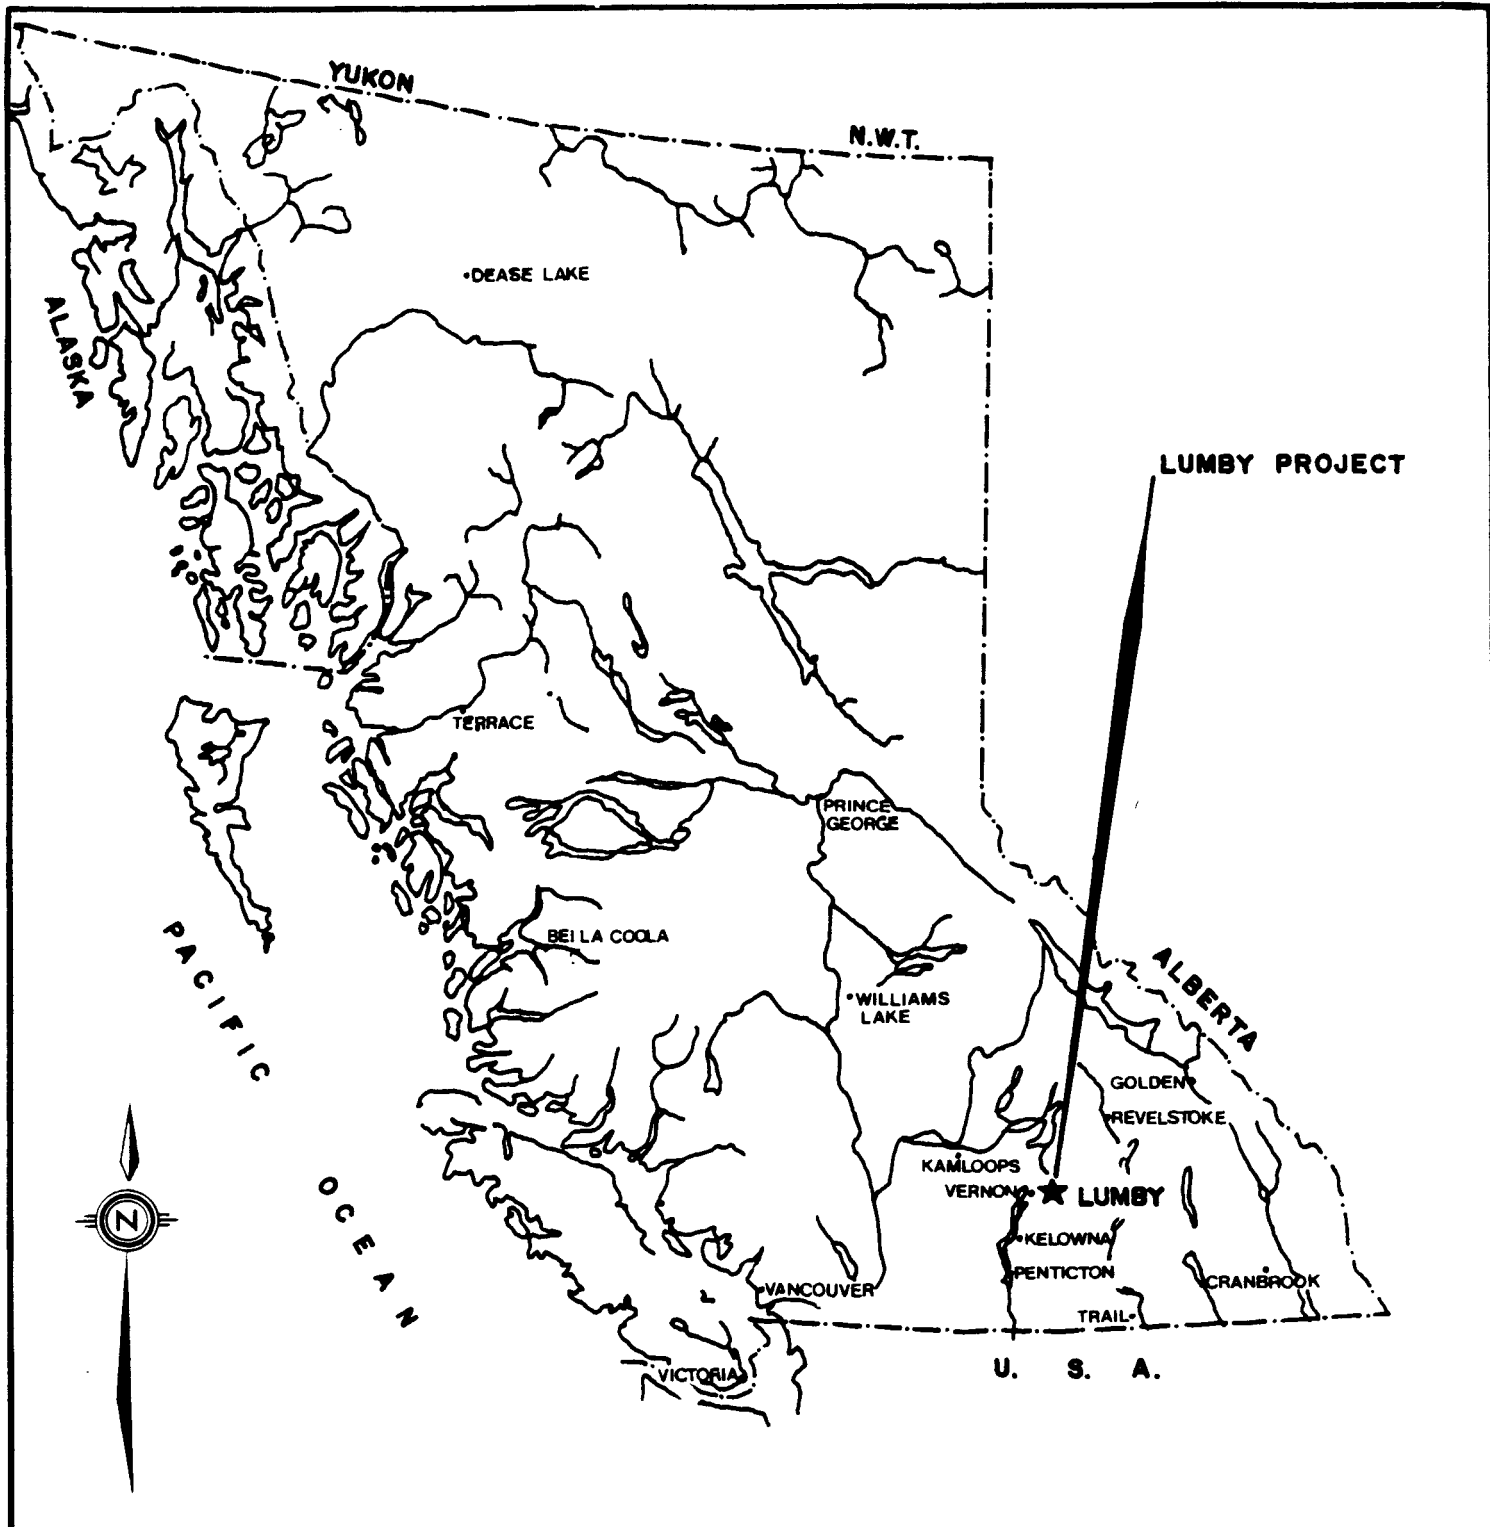 YUKON
N.W.T.
DEASE LAKE
ALASKA
LUMBY PROJECT
TERRACE
PRINCE
GEORGE
BELLA COOLA
PACIFIC
WILLIAMS
LAKE
ALBERTA
GOLDEN
REVELSTOKE
KAMLOOPS
VERNON
LUMBY
OCEAN
N
KELOWNA
PENTICTON
CRANBROOK
VANCOUVER
TRAIL
U. S. A.
VICTORIA